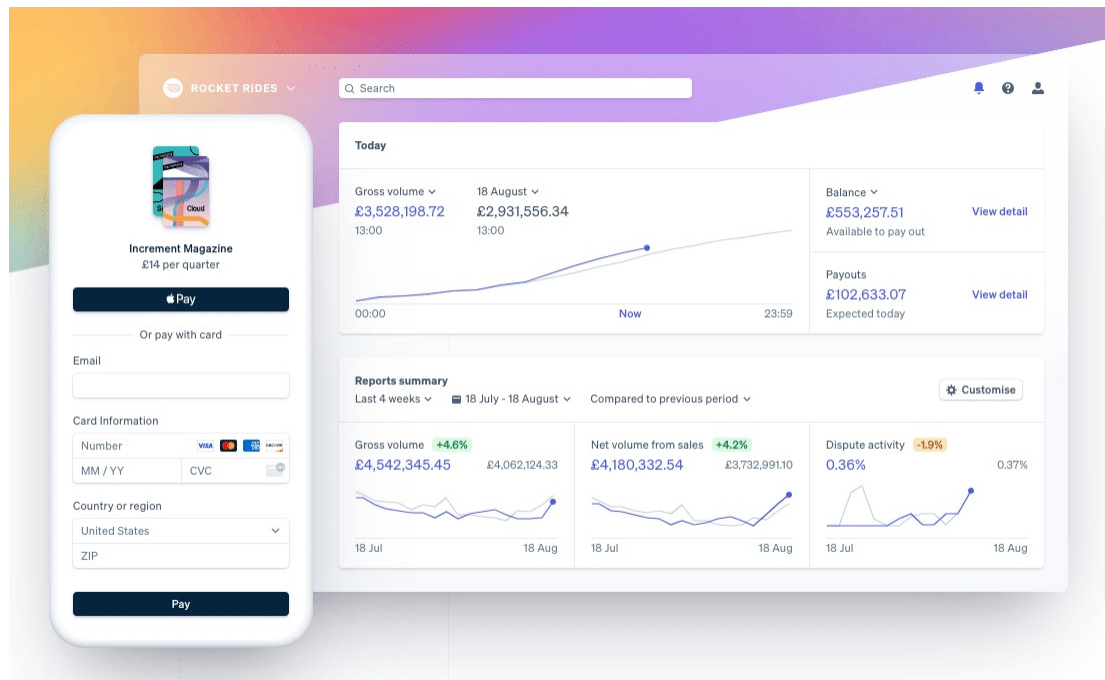 ROCKET RIDES
Search
Increment Magazine
£14 per quarter
Pay
Or pay with card
Email
Card Information
Number VISA
MM / YY CVC
Country or region
United States
ZIP
Pay
Cloud
Today
Gross volume 18 August
£3,528,198.72 £2,931,556.34
13:00 13:00
00:00 Now 23:59
Balance
£553,257.51 View detail
Available to pay out
Payouts
£102,633.07 View detail
Expected today
Reports summary
Last 4 weeks 18 July - 18 August Compared to previous period
Customise
Gross volume +4.6%
£4,542,345.45 £4,062,124.33
18 Jul 18 Aug
Net volume from sales +4.2%
£4,180,332.54 £3,732,991.10
18 Jul 18 Aug
Dispute activity -1.9%
0.36% 0.37%
18 Jul 18 Aug